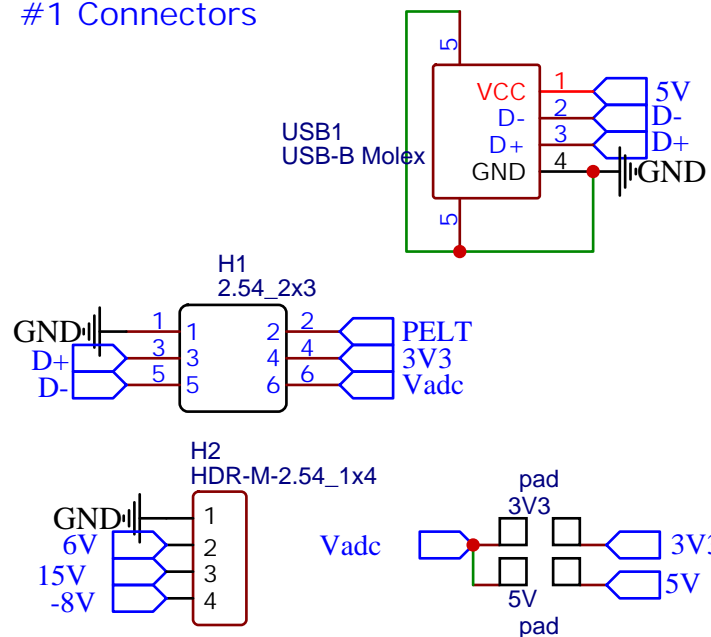 #1 Connectors
5
VCC 1 5V
D- 2 D-
USB1
D+ 3 D+
USB-B Molex
GND 4 GND
5
H1
2.54_2x3
GND 1 1 2 2 PELT
D+ 3 3 4 4 3V3
D- 5 5 6 6 Vadc
H2
HDR-M-2.54_1x4
GND 1
6V 2
15V 3
-8V 4
pad
3V3
Vadc 3V3
5V
5V
pad